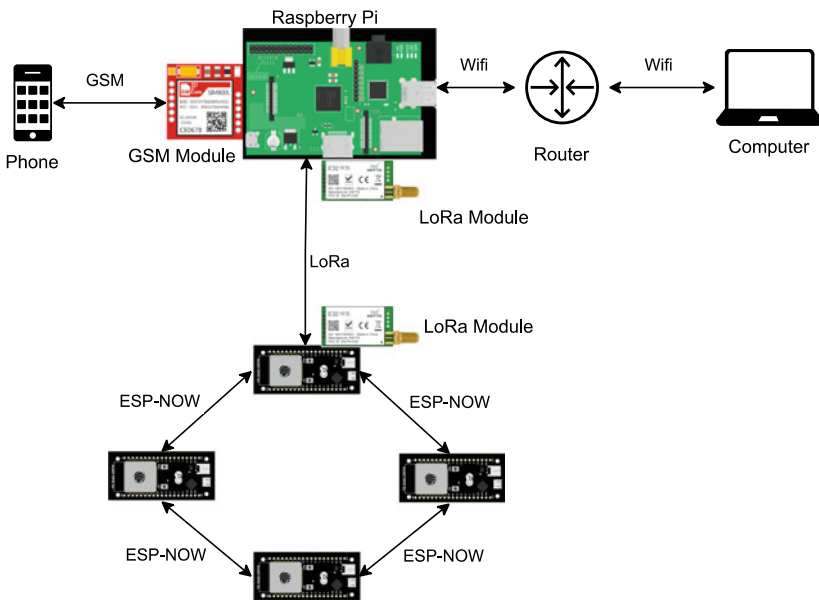 Raspberry Pi
GSM
Wifi
Wifi
Phone
GSM Module
Router
Computer
LoRa Module
LoRa
LoRa Module
ESP-NOW
ESP-NOW
ESP-NOW
ESP-NOW